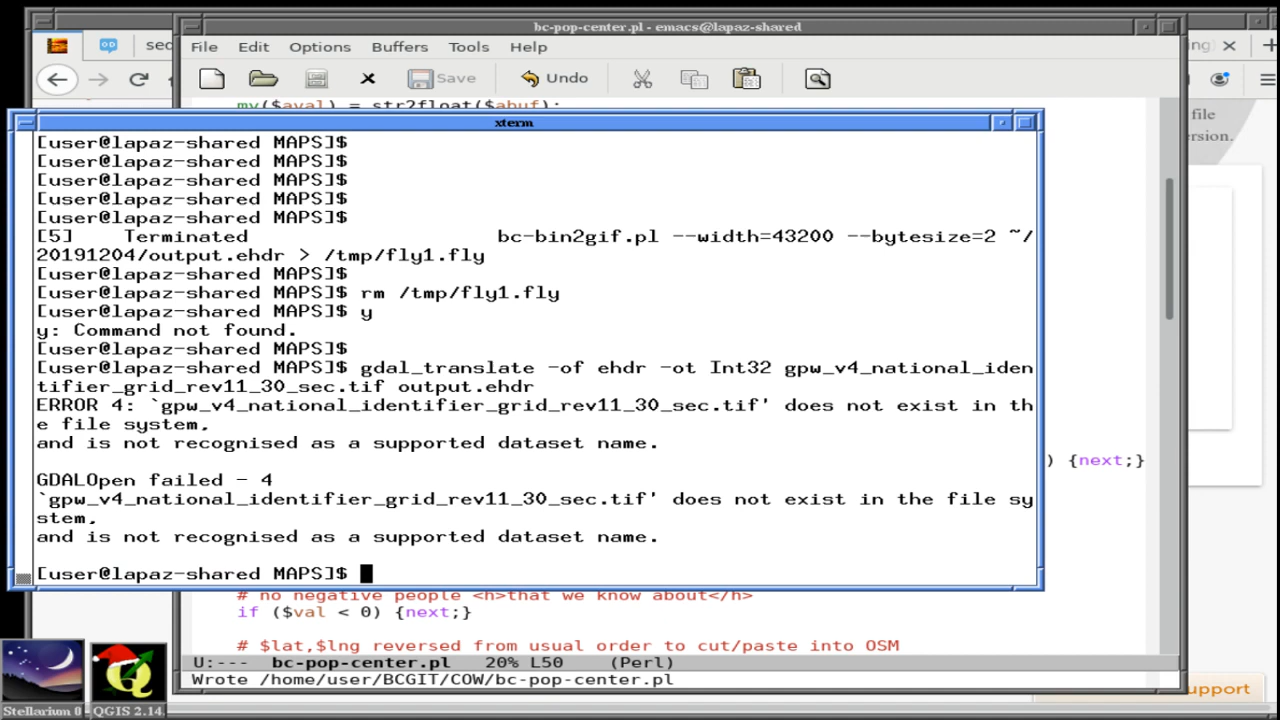 bc-pop-center.pl - emacs@lapaz-shared
sec
ng)
File Edit Options Buffers Tools Help
Save Undo
my($aval) = str2float($abuf);
file
rsion.
xterm
[user@lapaz-shared MAPS]$
[user@lapaz-shared MAPS]$
[user@lapaz-shared MAPS]$
[user@lapaz-shared MAPS]$
[user@lapaz-shared MAPS]$
[5] Terminated bc-bin2gif.pl --width=43200 --bytesize=2 ~/
20191204/output.ehdr > /tmp/fly1.fly
[user@lapaz-shared MAPS]$
[user@lapaz-shared MAPS]$ rm /tmp/fly1.fly
[user@lapaz-shared MAPS]$ y
y: Command not found.
[user@lapaz-shared MAPS]$
[user@lapaz-shared MAPS]$ gdal_translate -of ehdr -ot Int32 gpw_v4_national_iden
tifier_grid_rev11_30_sec.tif output.ehdr
ERROR 4: `gpw_v4_national_identifier_grid_rev11_30_sec.tif' does not exist in th
e file system,
and is not recognised as a supported dataset name.
) {next;}
GDALOpen failed - 4
`gpw_v4_national_identifier_grid_rev11_30_sec.tif' does not exist in the file sy
stem,
and is not recognised as a supported dataset name.
[user@lapaz-shared MAPS]$
# no negative people <h>that we know about</h>
if ($val < 0) {next;}
# $lat,$lng reversed from usual order to cut/paste into OSM
U:--- bc-pop-center.pl 20% L50 (Perl)
Wrote /home/user/BCGIT/COW/bc-pop-center.pl
upport
Stellarium 0
QGIS 2.14.